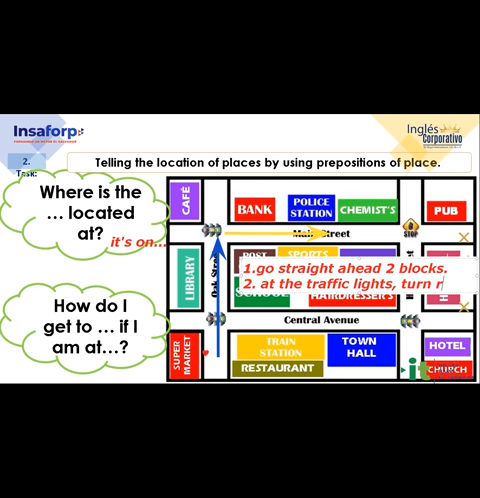 Insaforp
Inglés
Corporativo
2.
Task:
Telling the location of places by using prepositions of place.
Where is the
... located
at?
it's on...
How do I
get to ... if I
am at...?
CAFÉ
BANK
POLICE
STATION
CHEMIST'S
PUB
STOP
Main Street
LIBRARY
Oak
POST
SPORTS
1.go straight ahead 2 blocks.
2. at the traffic lights, turn r
SCHOOL
HAIRDRESSER'S
Central Avenue
SUPER
MARKET
TRAIN
STATION
TOWN
HALL
HOTEL
RESTAURANT
CHURCH